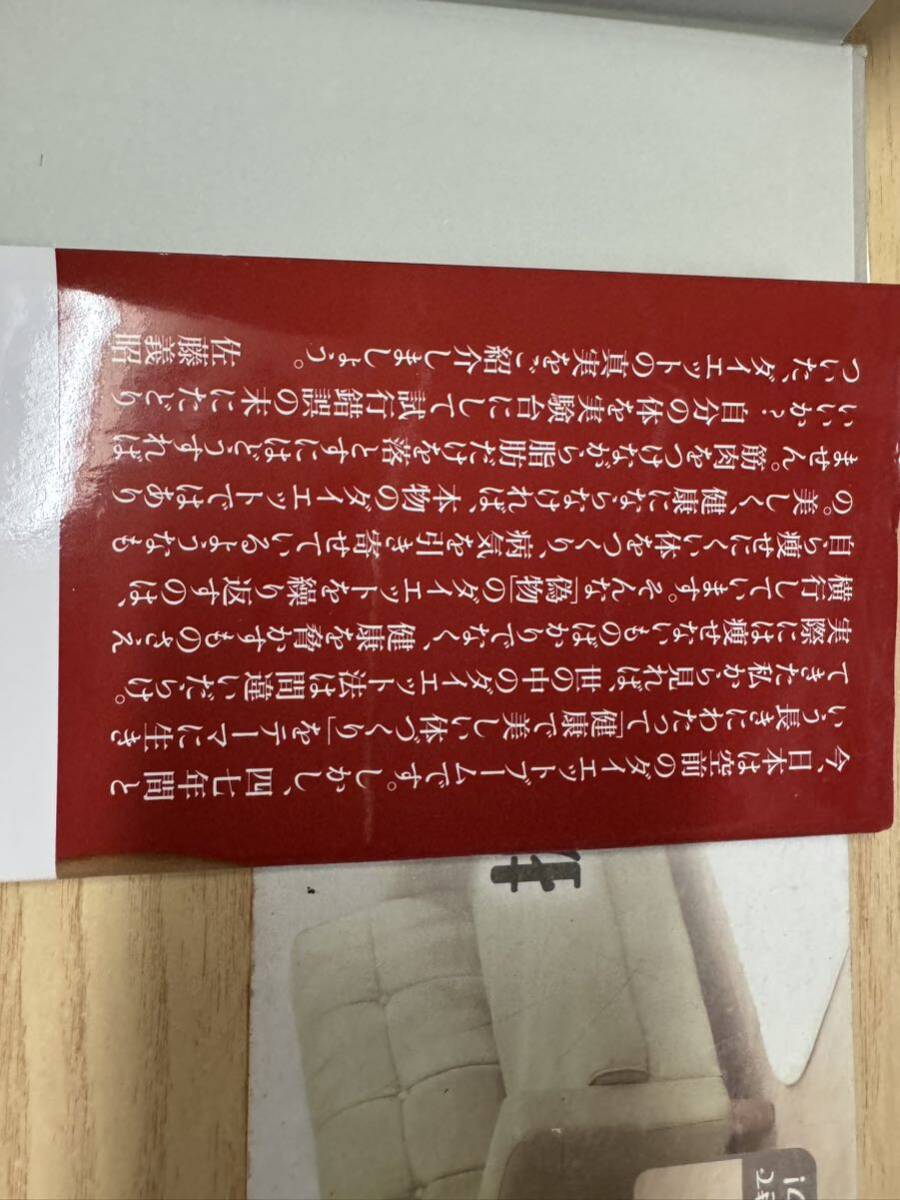 今、日本は空前のダイエットブームです。しかし、四七年間と
いう長きにわたって「健康で美しい体づくり」をテーマに生き
てきた私から見れば、世の中のダイエット法は間違いだらけ。
実際には痩せないものばかりでなく、健康を脅かすものさえ
横行しています。そんな「偽物」のダイエットを繰り返すのは、
自ら痩せにくい体をつくり、病気を引き寄せているようなも
の。美しく、健康にならなければ、本物のダイエットではあり
ません。筋肉をつけながら脂肪だけを落とすにはどうすれば
いいか？自分の体を実験台にして試行錯誤の末にたどり
ついたダイエットの真実を、ご紹介しましょう。
佐藤義昭